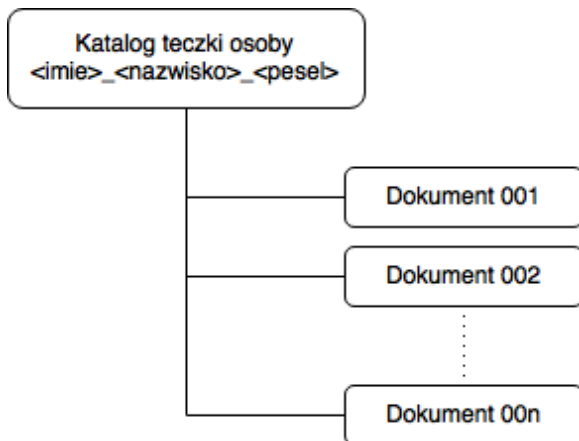 Katalog teczki osoby
<imie>_<nazwisko>_<pesel>
Dokument 001
Dokument 002
Dokument 00n